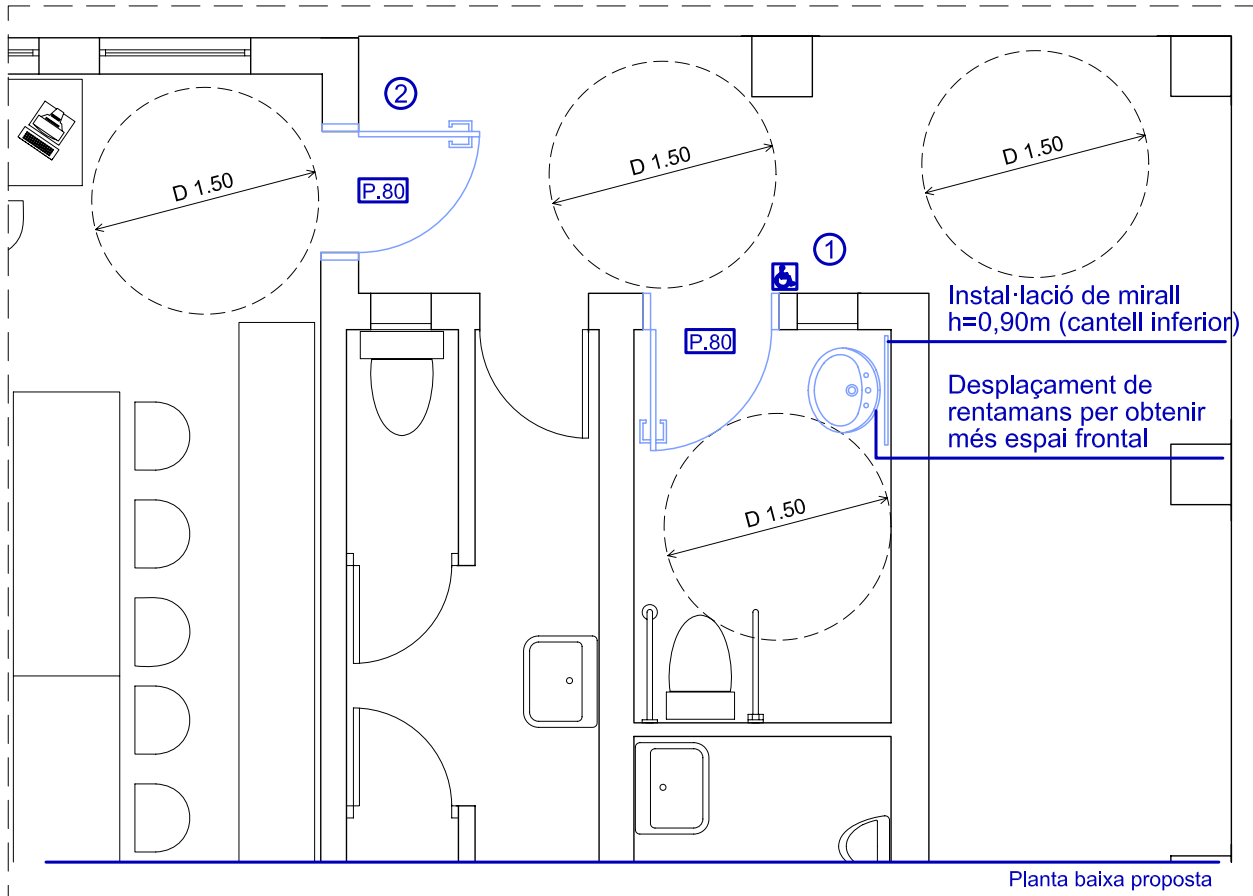 2
D 1.50
P.80
D 1.50
D 1.50
1
Instal·lació de mirall
h=0,90m (cantell inferior)
P.80
Desplaçament de
rentamans per obtenir
més espai frontal
D 1.50
Planta baixa proposta